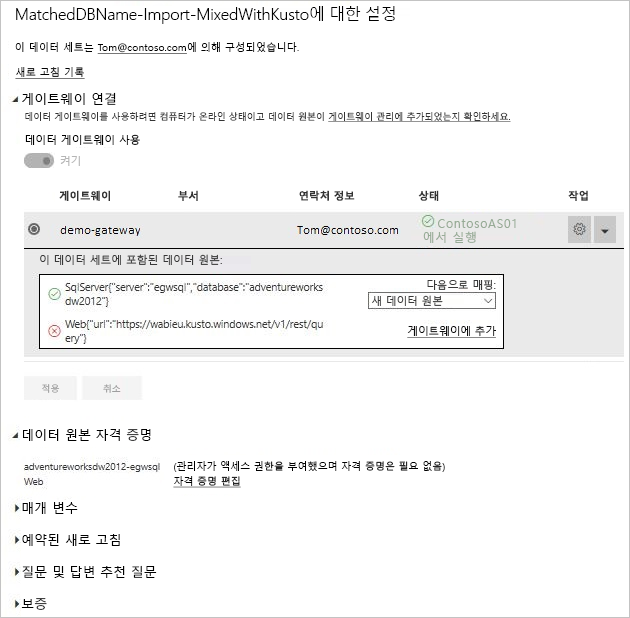 MatchedDBName-Import-MixedWithKusto에 대한 설정
이 데이터 세트는 Tom@contoso.com에 의해 구성되었습니다.
새로 고침 기록
게이트웨이 연결
데이터 게이트웨이를 사용하려면 컴퓨터가 온라인 상태이고 데이터 원본이 게이트웨이 관리에 추가되었는지 확인하세요.
데이터 게이트웨이 사용
켜기
게이트웨이 부서 연락처 정보 상태 작업
demo-gateway Tom@contoso.com ContosoAS01
에서 실행
이 데이터 세트에 포함된 데이터 원본:
SqlServer{"server":"egwsql","database":"adventureworks
dw2012"}
다음으로 매핑:
새 데이터 원본
Web{"url":"https://wabieu.kusto.windows.net/v1/rest/qu
ery"}
게이트웨이에 추가
적용 취소
데이터 원본 자격 증명
adventureworksdw2012-egwsql (관리자가 액세스 권한을 부여했으며 자격 증명은 필요 없음)
Web 자격 증명 편집
매개 변수
예약된 새로 고침
질문 및 답변 추천 질문
보증